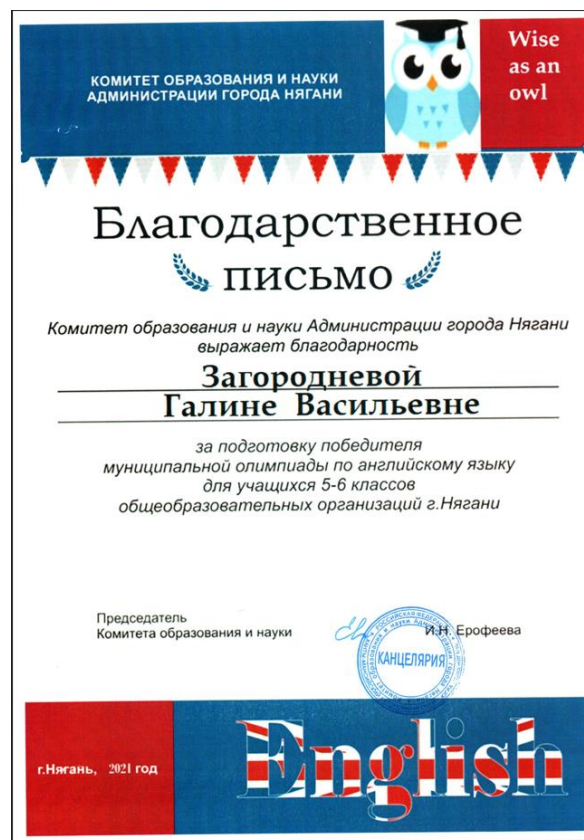 КОМИТЕТ ОБРАЗОВАНИЯ И НАУКИ
АДМИНИСТРАЦИИ ГОРОДА НЯГАНИ
Wise
as an
owl
Благодарственное
письмо
Комитет образования и науки Администрации города Нягани
выражает благодарность
Загородневой
Галине Васильевне
за подготовку победителя
муниципальной олимпиады по английскому языку
для учащихся 5-6 классов
общеобразовательных организаций г.Нягани
Председатель
Комитета образования и науки
И.Н. Ерофеева
КАНЦЕЛЯРИЯ
г.Нягань, 2021 год
English